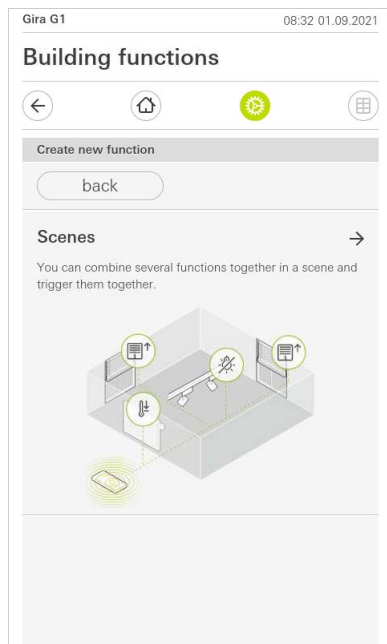 Gira G1 08:32 01.09.2021
Building functions
Create new function
back
Scenes
You can combine several functions together in a scene and
trigger them together.